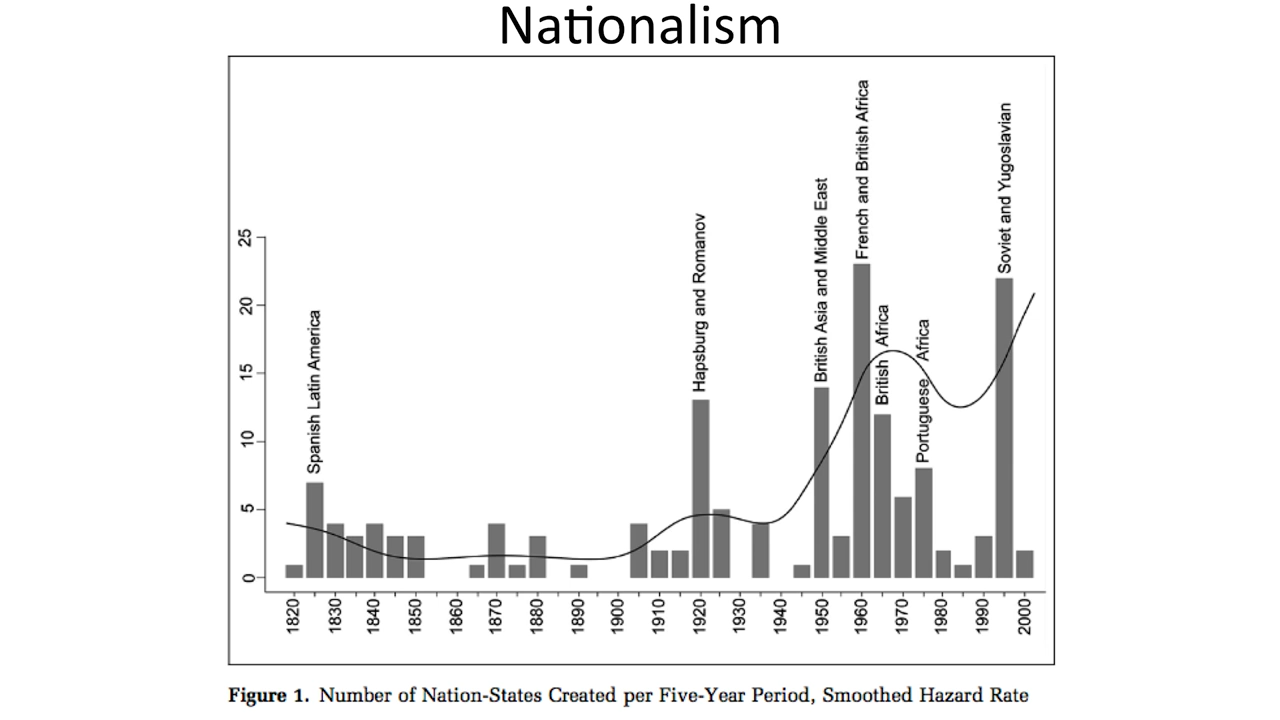 Nationalism
25
20
15
10
5
0
Spanish Latin America
Hapsburg and Romanov
British Asia and Middle East
French and British Africa
British Africa
Portuguese Africa
Soviet and Yugoslavian
1820
1830
1840
1850
1860
1870
1880
1890
1900
1910
1920
1930
1940
1950
1960
1970
1980
1990
2000
Figure 1. Number of Nation-States Created per Five-Year Period, Smoothed Hazard Rate